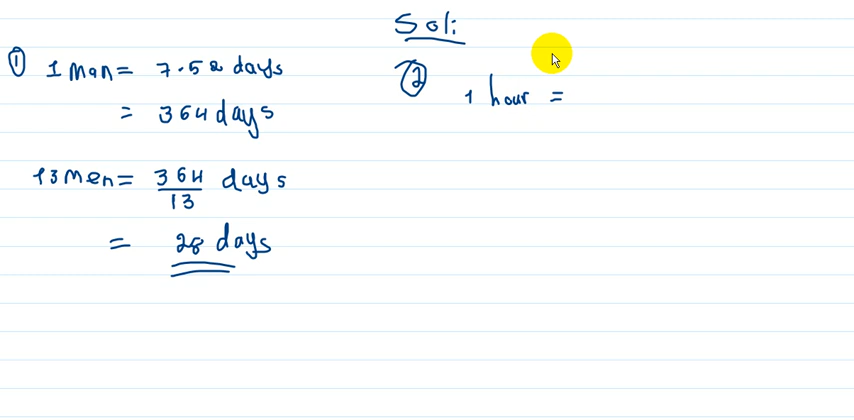 Sol:
① 1 Man = 7.52 days
= 364 days
13 Men = 364/13 days
= 28 days
② 1 hour =